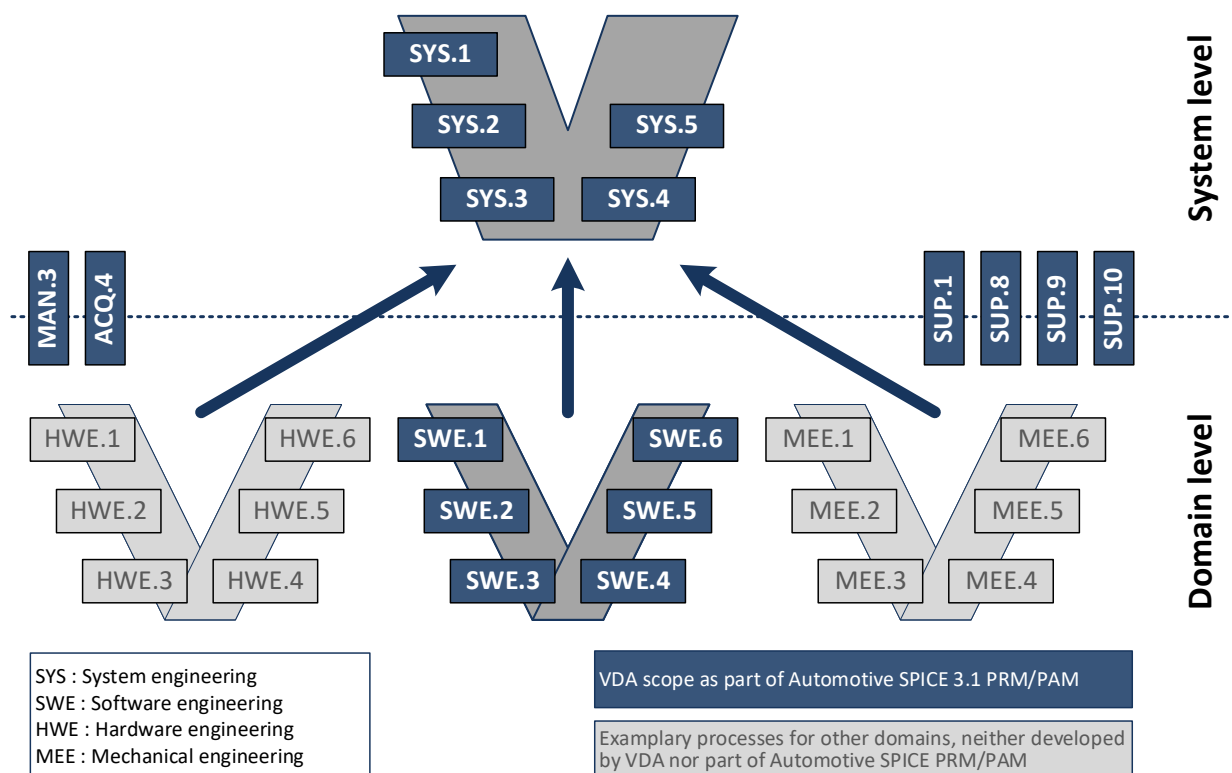 SYS.1
SYS.2
SYS.5
SYS.3
SYS.4
System level
MAN.3
ACQ.4
SUP.1
SUP.8
SUP.9
SUP.10
HWE.1
HWE.6
HWE.2
HWE.5
HWE.3
HWE.4
SWE.1
SWE.6
SWE.2
SWE.5
SWE.3
SWE.4
MEE.1
MEE.6
MEE.2
MEE.5
MEE.3
MEE.4
Domain level
SYS : System engineering
SWE : Software engineering
HWE : Hardware engineering
MEE : Mechanical engineering
VDA scope as part of Automotive SPICE 3.1 PRM/PAM
Examplary processes for other domains, neither developed
by VDA nor part of Automotive SPICE PRM/PAM